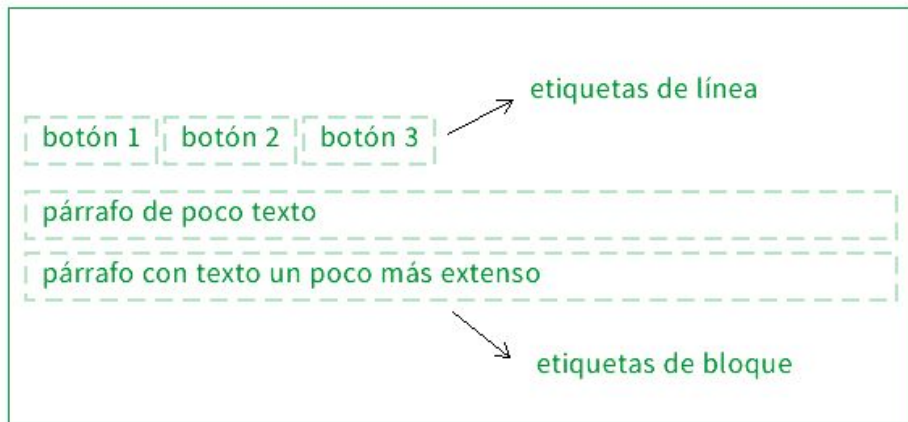 etiquetas de línea
botón 1 botón 2 botón 3
párrafo de poco texto
párrafo con texto un poco más extenso
etiquetas de bloque